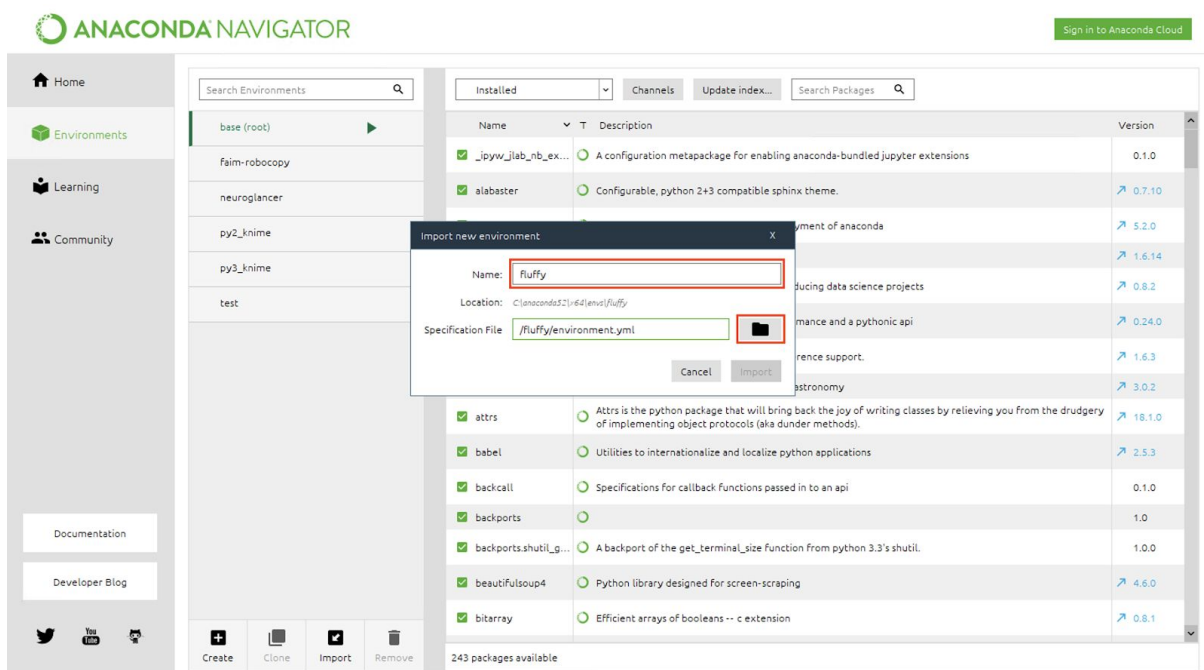 ANACONDA NAVIGATOR
Sign in to Anaconda Cloud
Home
Environments
Learning
Community
Documentation
Developer Blog
You
Tube
Search Environments
base (root)
faim-robocopy
neuroglancer
py2_knime
py3_knime
test
Create Clone Import Remove
Installed Channels Update index... Search Packages
Name T Description Version
_ipyw_jlab_nb_ex... A configuration metapackage for enabling anaconda-bundled jupyter extensions 0.1.0
alabaster Configurable, python 2+3 compatible sphinx theme. 0.7.10
yment of anaconda 5.2.0
1.6.14
ducing data science projects 0.8.2
mance and a pythonic api 0.24.0
rence support. 1.6.3
astronomy 3.0.2
Import new environment X
Name: fluffy
Location: C:\anaconda52\x64\envs\fluffy
Specification File /fluffy/environment.yml
Cancel Import
attrs Attrs is the python package that will bring back the joy of writing classes by relieving you from the drudgery
of implementing object protocols (aka dunder methods). 18.1.0
babel Utilities to internationalize and localize python applications 2.5.3
backcall Specifications for callback functions passed in to an api 0.1.0
backports 1.0
backports.shutil_g... A backport of the get_terminal_size function from python 3.3's shutil. 1.0.0
beautifulsoup4 Python library designed for screen-scraping 4.6.0
bitarray Efficient arrays of booleans -- c extension 0.8.1
243 packages available